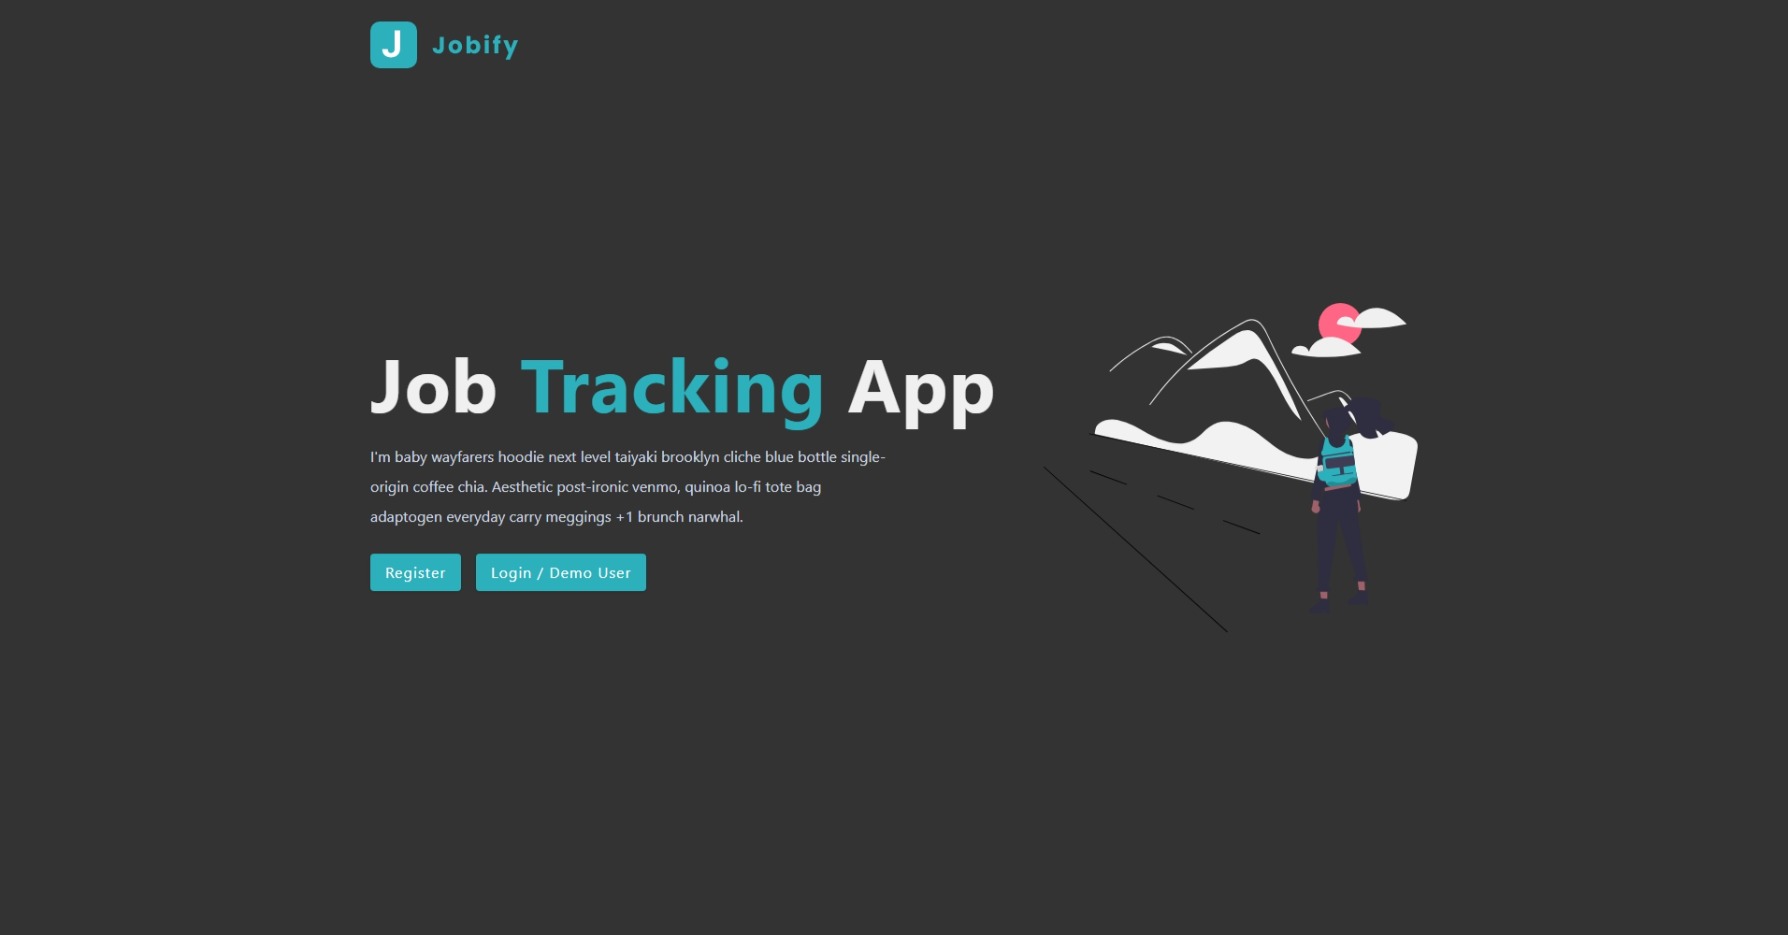 J Jobify
Job Tracking App
I'm baby wayfarers hoodie next level taiyaki brooklyn cliche blue bottle single-
origin coffee chia. Aesthetic post-ironic venmo, quinoa lo-fi tote bag
adaptogen everyday carry meggings +1 brunch narwhal.
Register Login / Demo User